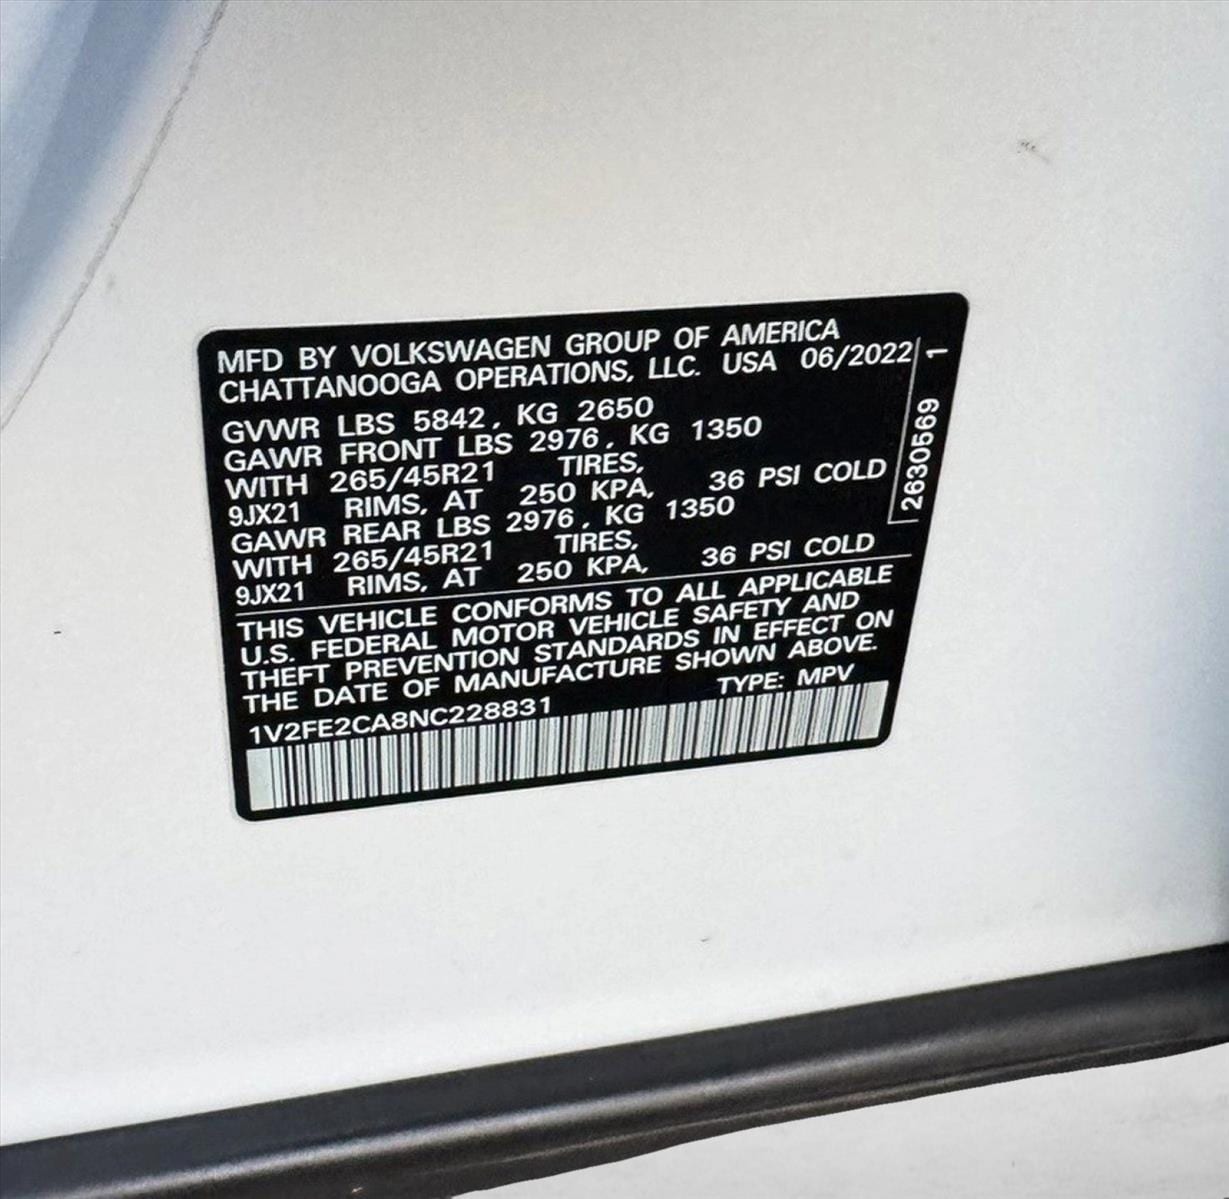 MFD BY VOLKSWAGEN GROUP OF AMERICA
CHATTANOOGA OPERATIONS, LLC. USA 06/2022
GVWR LBS 5842, KG 2650
GAWR FRONT LBS 2976, KG 1350
WITH 265/45R21 TIRES,
9JX21 RIMS, AT 250 KPA, 36 PSI COLD
GAWR REAR LBS 2976, KG 1350
WITH 265/45R21 TIRES,
9JX21 RIMS, AT 250 KPA, 36 PSI COLD
THIS VEHICLE CONFORMS TO ALL APPLICABLE
U.S. FEDERAL MOTOR VEHICLE SAFETY AND
THEFT PREVENTION STANDARDS IN EFFECT ON
THE DATE OF MANUFACTURE SHOWN ABOVE.
1V2FE2CA8NC228831 TYPE: MPV
2630569 1